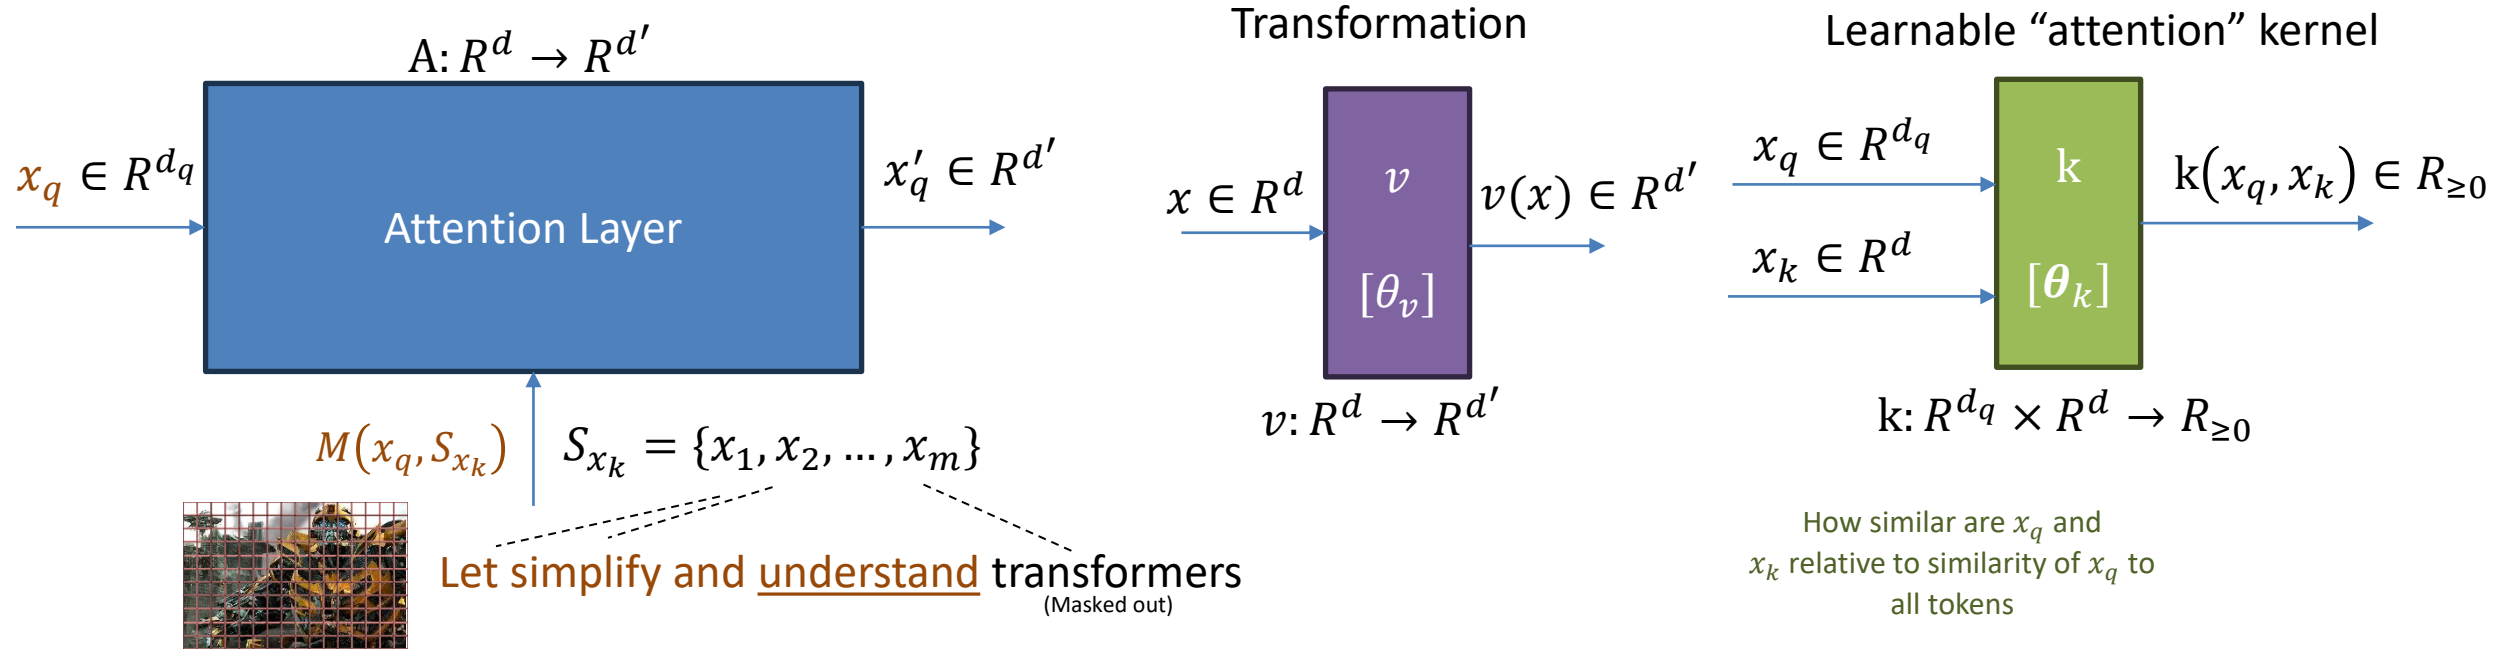 A: R^d → R^{d'}
x_q ∈ R^{d_q}
Attention Layer
x'_q ∈ R^{d'}
M(x_q, S_{x_k})
S_{x_k} = {x_1, x_2, ..., x_m}
Let simplify and understand transformers
(Masked out)
Transformation
x ∈ R^d
v
[θ_v]
v(x) ∈ R^{d'}
v: R^d → R^{d'}
Learnable “attention” kernel
x_q ∈ R^{d_q}
x_k ∈ R^d
k
[θ_k]
k(x_q, x_k) ∈ R_{≥0}
k: R^{d_q} × R^d → R_{≥0}
How similar are x_q and
x_k relative to similarity of x_q to
all tokens